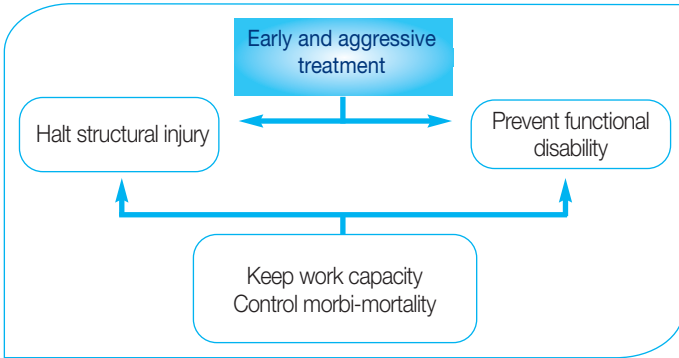 Early and aggressive
treatment
Halt structural injury
Prevent functional
disability
Keep work capacity
Control morbi-mortality